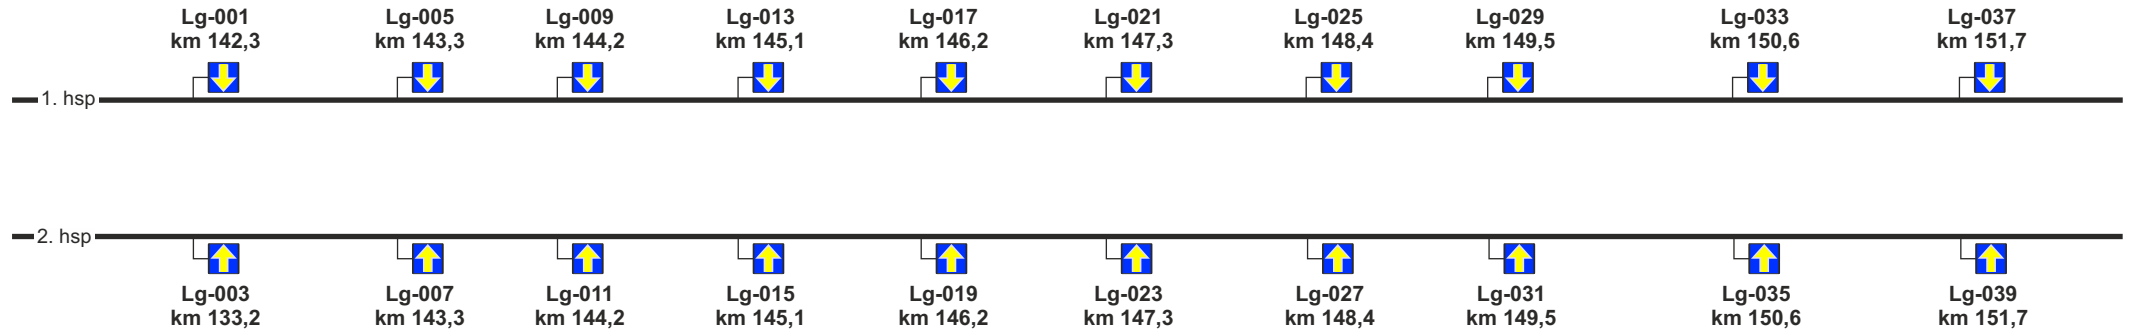 Lg-001 Lg-005 Lg-009 Lg-013 Lg-017 Lg-021 Lg-025 Lg-029 Lg-033 Lg-037
km 142,3 km 143,3 km 144,2 km 145,1 km 146,2 km 147,3 km 148,4 km 149,5 km 150,6 km 151,7
1. hsp
2. hsp
Lg-003 Lg-007 Lg-011 Lg-015 Lg-019 Lg-023 Lg-027 Lg-031 Lg-035 Lg-039
km 133,2 km 143,3 km 144,2 km 145,1 km 146,2 km 147,3 km 148,4 km 149,5 km 150,6 km 151,7